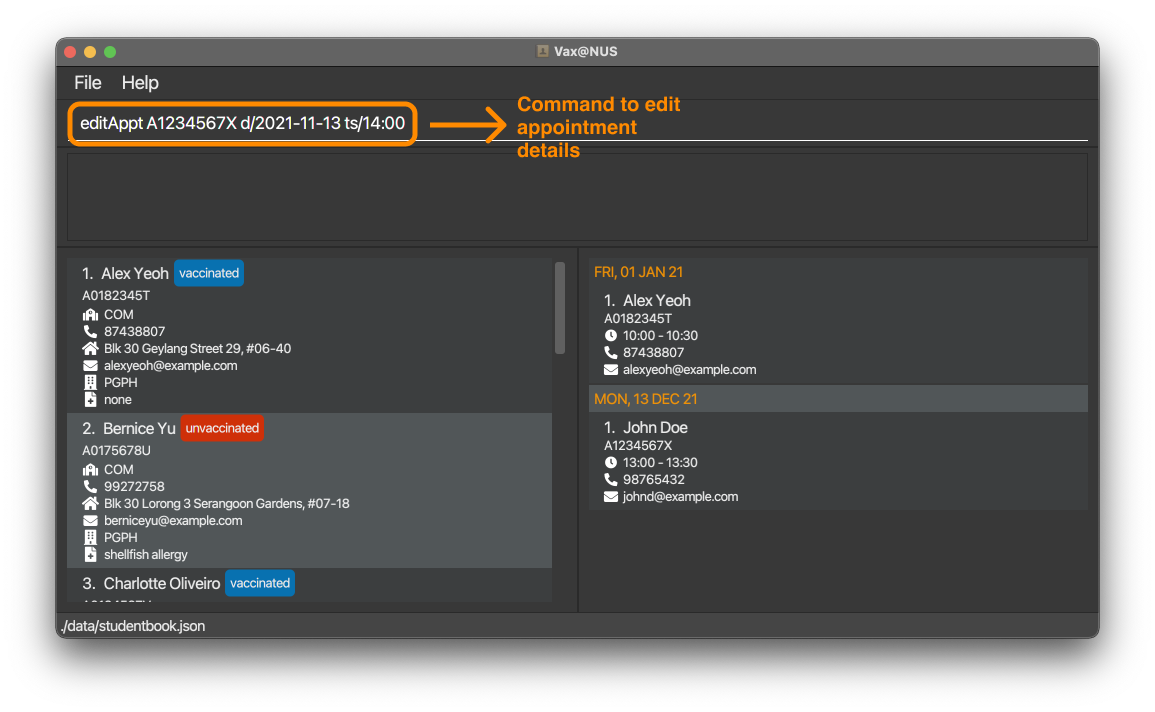 Vax@NUS
File Help
editAppt A1234567X d/2021-11-13 ts/14:00
Command to edit
appointment
details
1. Alex Yeoh vaccinated
A0182345T
COM
87438807
Blk 30 Geylang Street 29, #06-40
alexyeoh@example.com
PGPH
none
2. Bernice Yu unvaccinated
A0175678U
COM
99272758
Blk 30 Lorong 3 Serangoon Gardens, #07-18
berniceyu@example.com
PGPH
shellfish allergy
3. Charlotte Oliveiro vaccinated
FRI, 01 JAN 21
1. Alex Yeoh
A0182345T
10:00 - 10:30
87438807
alexyeoh@example.com
MON, 13 DEC 21
1. John Doe
A1234567X
13:00 - 13:30
98765432
johnd@example.com
./data/studentbook.json